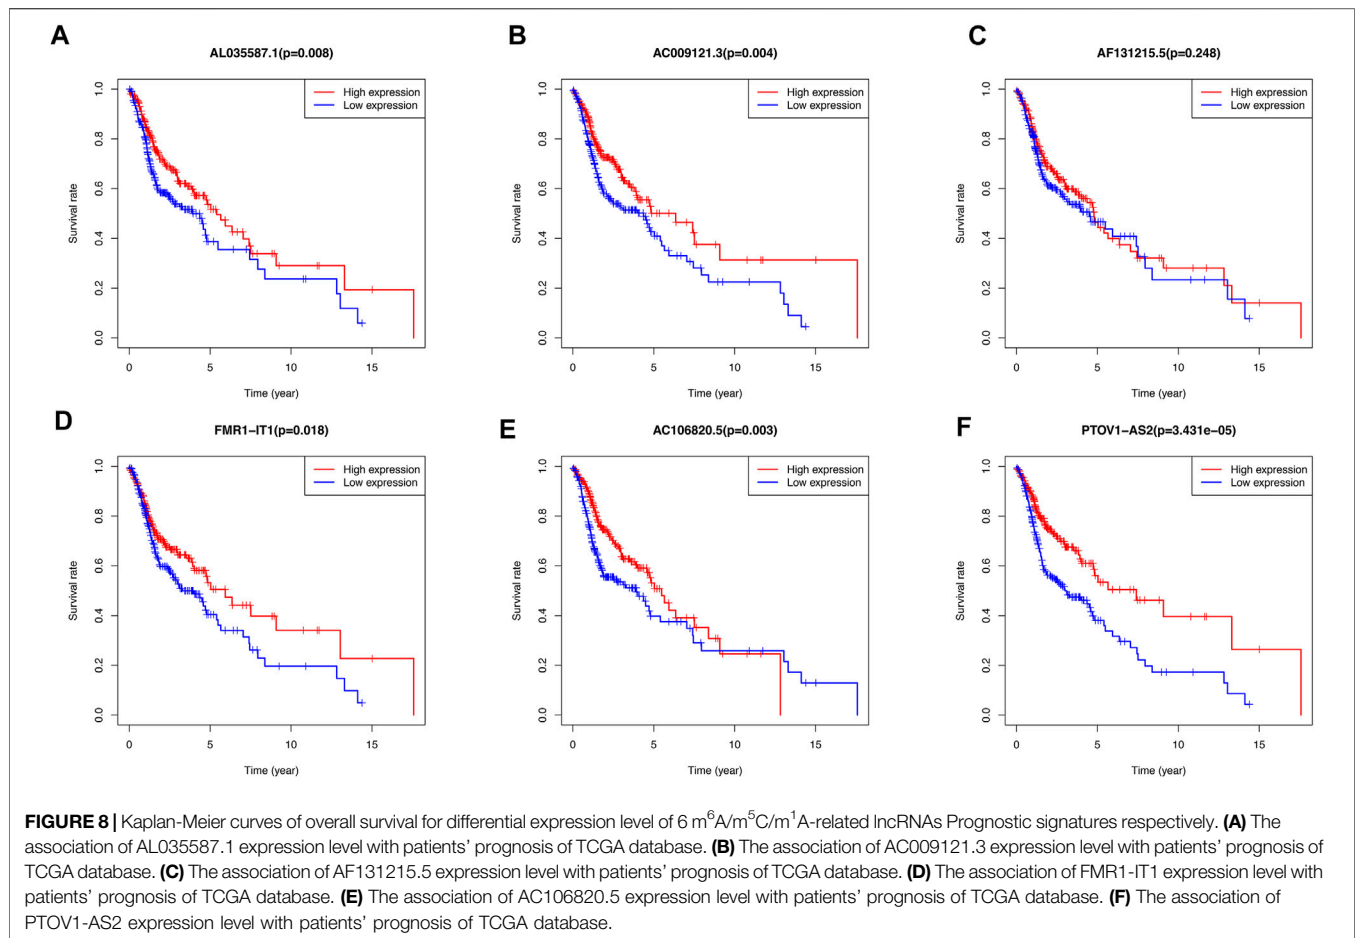 A
AL035587.1(p=0.008)
High expression
Low expression
Survival rate
0.0
0.2
0.4
0.6
0.8
1.0
0
5
10
15
Time (year)
B
AC009121.3(p=0.004)
High expression
Low expression
Survival rate
0.0
0.2
0.4
0.6
0.8
1.0
0
5
10
15
Time (year)
C
AF131215.5(p=0.248)
High expression
Low expression
Survival rate
0.0
0.2
0.4
0.6
0.8
1.0
0
5
10
15
Time (year)
D
FMR1−IT1(p=0.018)
High expression
Low expression
Survival rate
0.0
0.2
0.4
0.6
0.8
1.0
0
5
10
15
Time (year)
E
AC106820.5(p=0.003)
High expression
Low expression
Survival rate
0.0
0.2
0.4
0.6
0.8
1.0
0
5
10
15
Time (year)
F
PTOV1−AS2(p=3.431e−05)
High expression
Low expression
Survival rate
0.0
0.2
0.4
0.6
0.8
1.0
0
5
10
15
Time (year)
FIGURE 8 | Kaplan-Meier curves of overall survival for differential expression level of 6 m⁶A/m⁵C/m¹A-related lncRNAs Prognostic signatures respectively. (A) The
association of AL035587.1 expression level with patients’ prognosis of TCGA database. (B) The association of AC009121.3 expression level with patients’ prognosis of
TCGA database. (C) The association of AF131215.5 expression level with patients’ prognosis of TCGA database. (D) The association of FMR1-IT1 expression level with
patients’ prognosis of TCGA database. (E) The association of AC106820.5 expression level with patients’ prognosis of TCGA database. (F) The association of
PTOV1-AS2 expression level with patients’ prognosis of TCGA database.